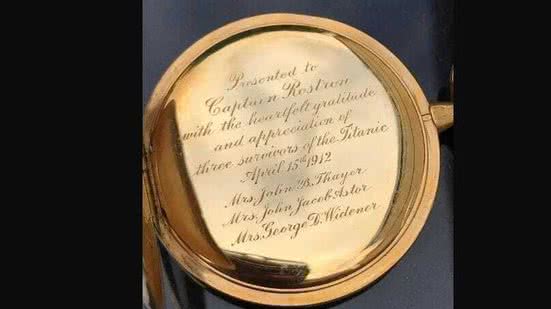 Presented to
Captain Rostron
with the heartfelt gratitude
and appreciation of
three survivors of the Titanic
April 15th 1912
Mrs. John B. Thayer
Mrs. John Jacob Astor
Mrs. George D. Widener